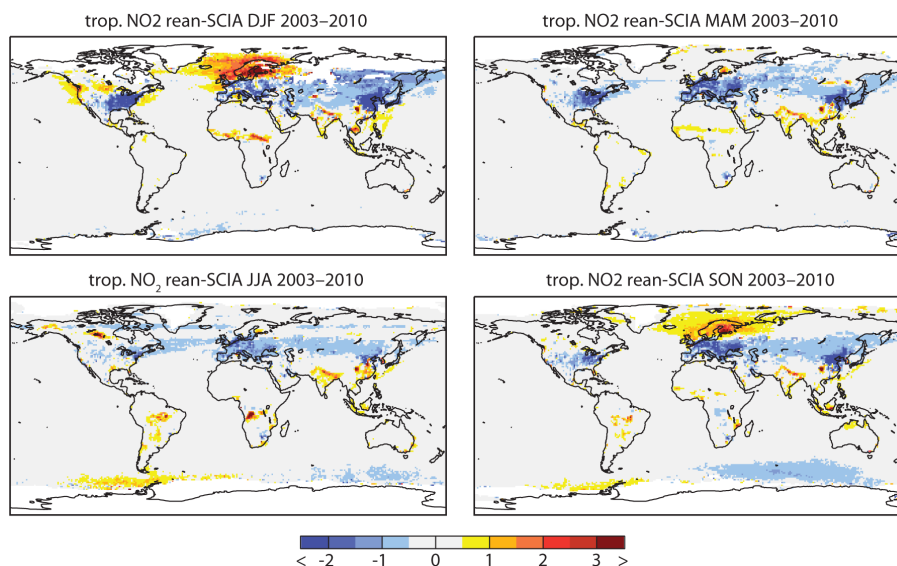 trop. NO2 rean-SCIA DJF 2003–2010
trop. NO2 rean-SCIA MAM 2003–2010
trop. NO₂ rean-SCIA JJA 2003–2010
trop. NO2 rean-SCIA SON 2003–2010
< -2 -1 0 1 2 3 >